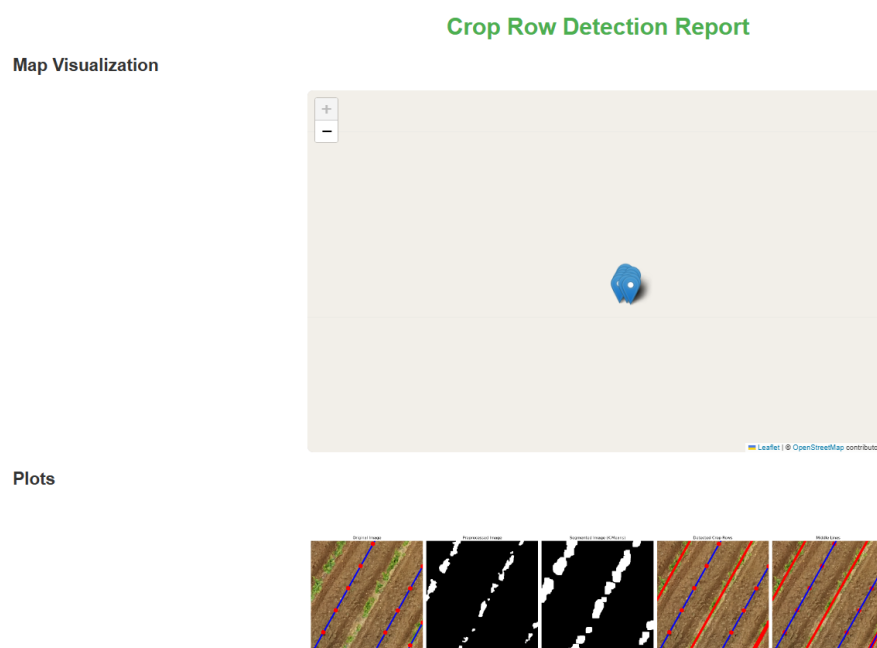 Crop Row Detection Report
Map Visualization
+
−
Leaflet | © OpenStreetMap contribute
Plots
Original Image
Preprocessed Image
Segmented Image (K-Means)
Detected Crop Rows
Middle Lines